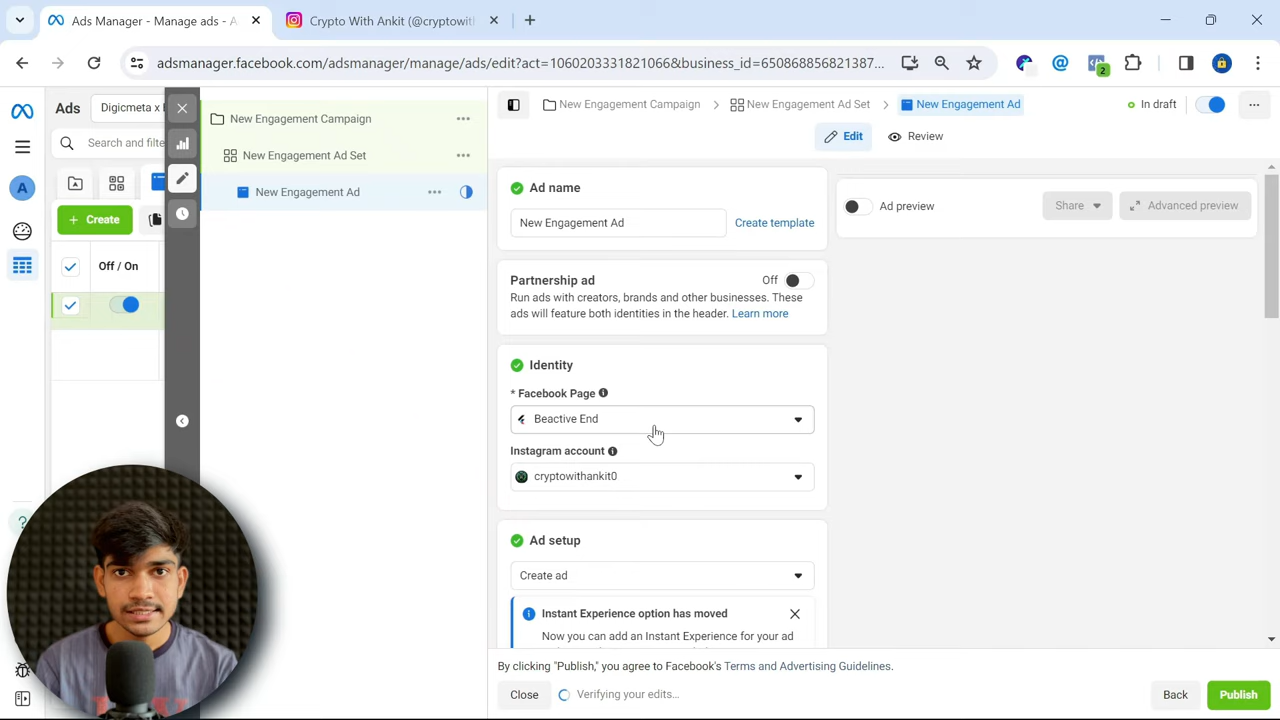 Ads Manager - Manage ads - A
Crypto With Ankit (@cryptowith
adsmanager.facebook.com/adsmanager/manage/ads/edit?act=1060203331821066&business_id=650868856821387...
2
Ads
Digicmeta x
Search and filte
Create
Off / On
A
New Engagement Campaign
New Engagement Ad Set
New Engagement Ad
New Engagement Campaign
New Engagement Ad Set
New Engagement Ad
In draft
Edit
Review
Ad name
New Engagement Ad
Create template
Ad preview
Share
Advanced preview
Partnership ad
Off
Run ads with creators, brands and other businesses. These
ads will feature both identities in the header. Learn more
Identity
* Facebook Page
Beactive End
Instagram account
cryptowithankit0
Ad setup
Create ad
Instant Experience option has moved
Now you can add an Instant Experience for your ad
By clicking "Publish," you agree to Facebook's Terms and Advertising Guidelines.
Close
Verifying your edits...
Back
Publish